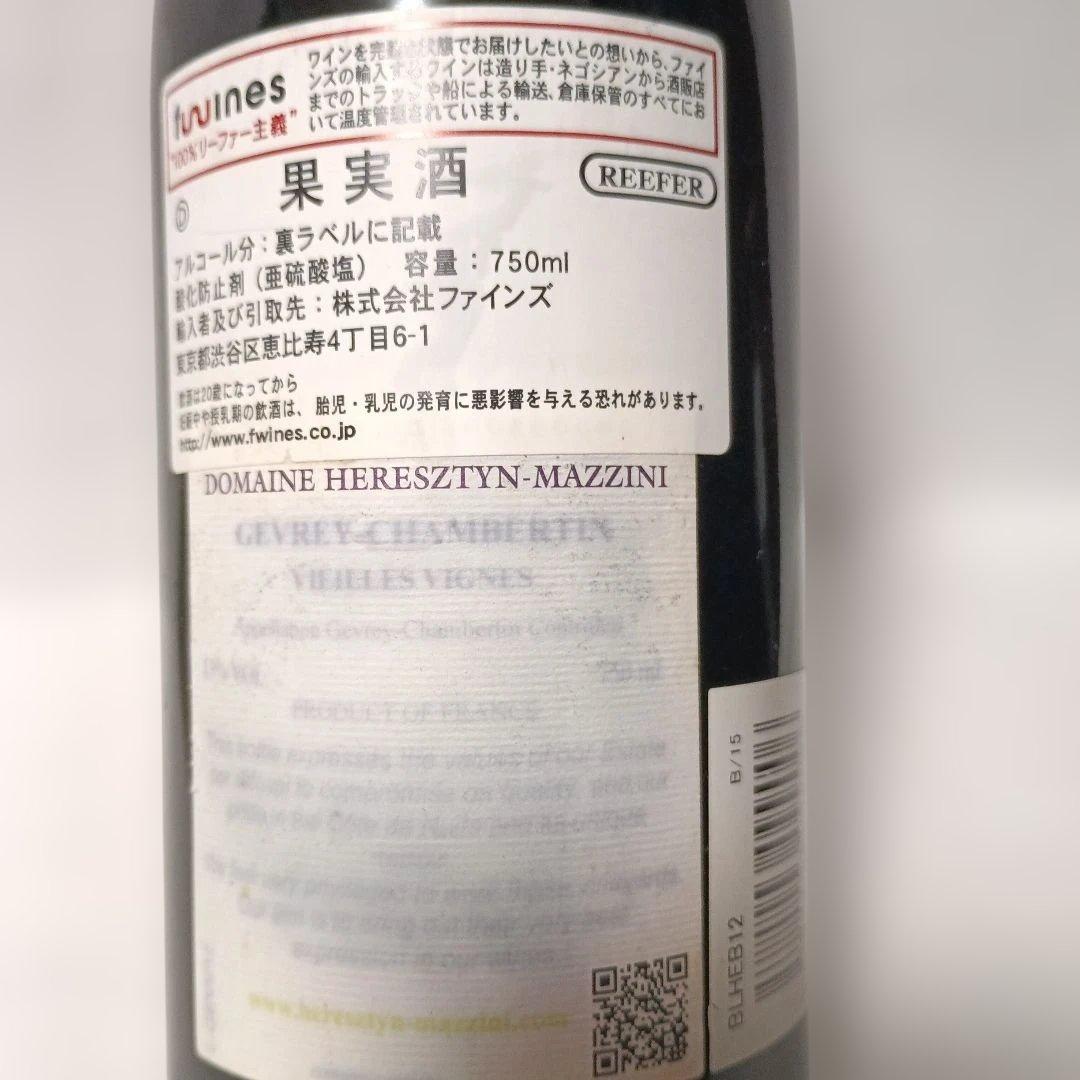 fwines
"100%リーファー主義"
ワインを完璧な状態でお届けしたいとの想いから、ファイ
ンズの輸入するワインは造り手・ネゴシアンから酒販店
までのトラックや船による輸送、倉庫保管のすべてにお
いて温度管理されています。
果実酒
REEFER
アルコール分：裏ラベルに記載
酸化防止剤（亜硫酸塩） 容量：750ml
輸入者及び引取先：株式会社ファインズ
東京都渋谷区恵比寿4丁目6-1
飲酒は20歳になってから
妊娠中や授乳期の飲酒は、胎児・乳児の発育に悪影響を与える恐れがあります。
http://www.fwines.co.jp
DOMAINE HERESZTYN-MAZZINI
GEVREY-CHAMBERTIN
VIEILLES VIGNES
Appellation Gevrey-Chambertin Contrôlée
750 ml
PRODUCT OF FRANCE
www.heresztyn-mazzini.com
B/15
BLHEB12